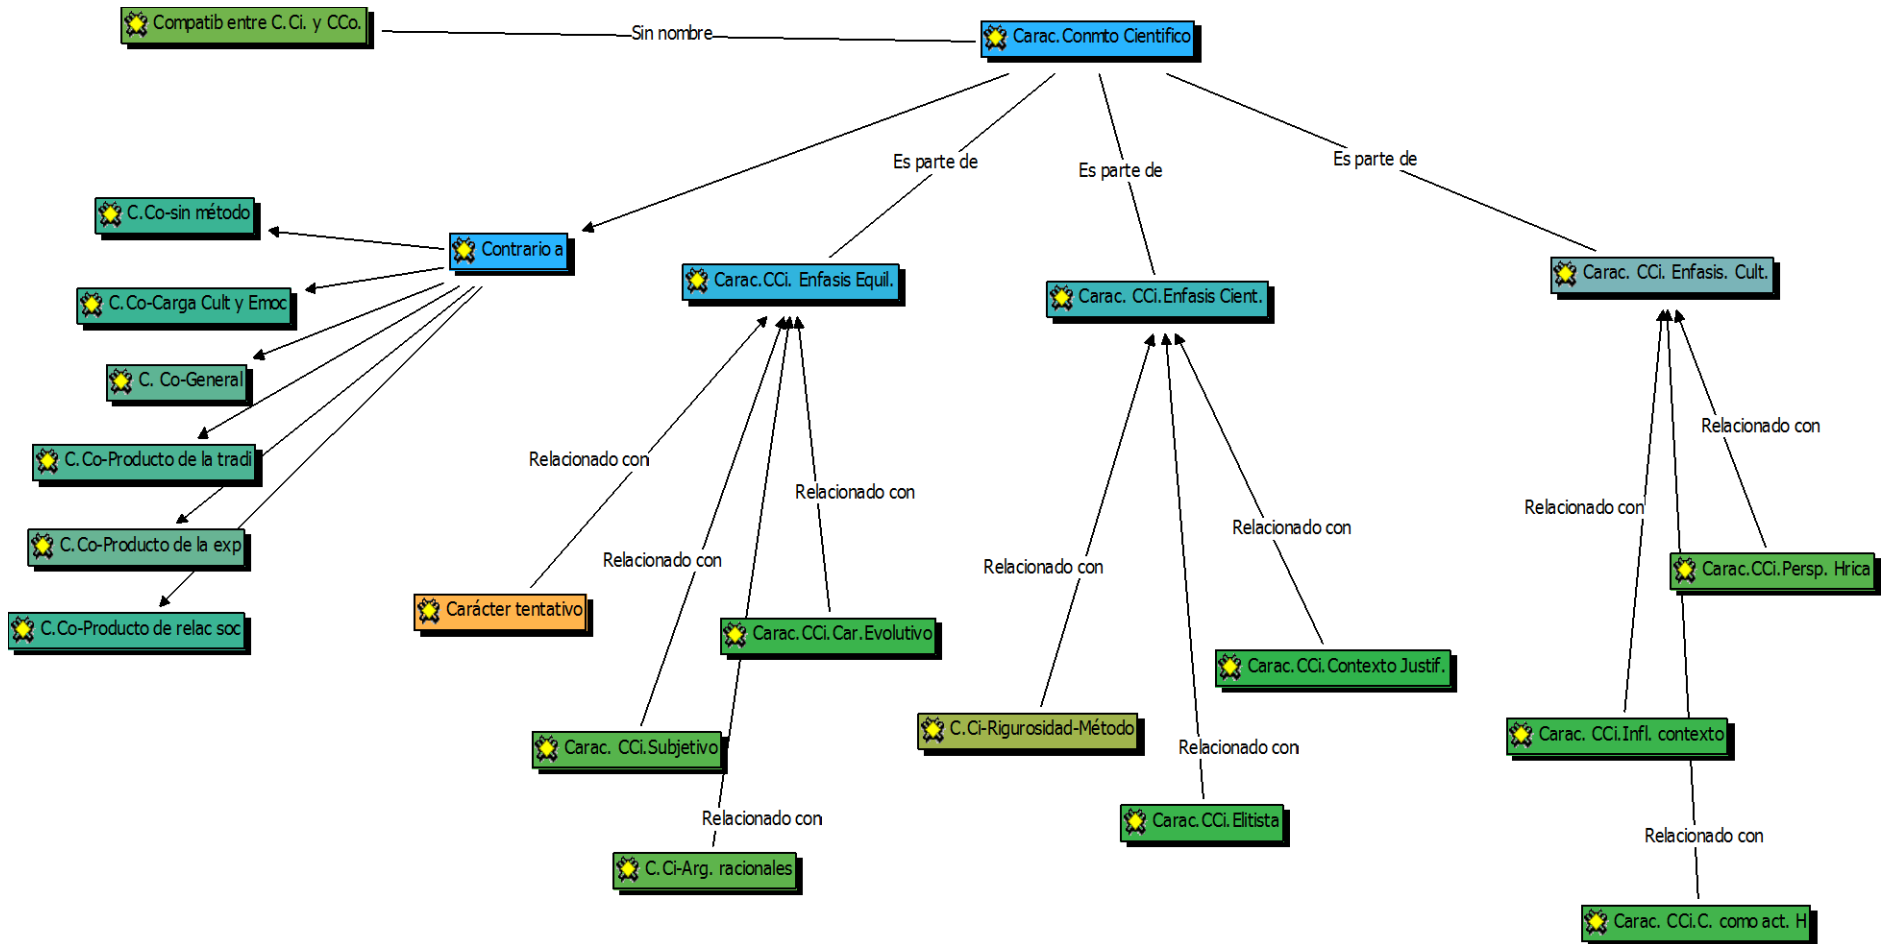 Compatib entre C.Ci. y CCo.
Sin nombre
Carac.Conmto Cientifico
Es parte de
Es parte de
Es parte de
C.Co-sin método
Contrario a
C.Co-Carga Cult y Emoc
C. Co-General
C.Co-Producto de la tradi
C.Co-Producto de la exp
C.Co-Producto de relac soc
Carac.CCi. Enfasis Equil.
Carac. CCi.Enfasis Cient.
Carac. CCi. Enfasis. Cult.
Relacionado con
Relacionado con
Relacionado con
Relacionado con
Carácter tentativo
Carac.CCi.Car.Evolutivo
Carac. CCi.Subjetivo
C.Ci-Arg. racionales
Relacionado con
Relacionado con
Relacionado con
Carac.CCi.Contexto Justif.
C.Ci-Rigurosidad-Método
Carac.CCi.Elitista
Relacionado con
Relacionado con
Relacionado con
Carac.CCi.Persp. Hrica
Carac. CCi.Infl. contexto
Carac. CCi.C. como act. H